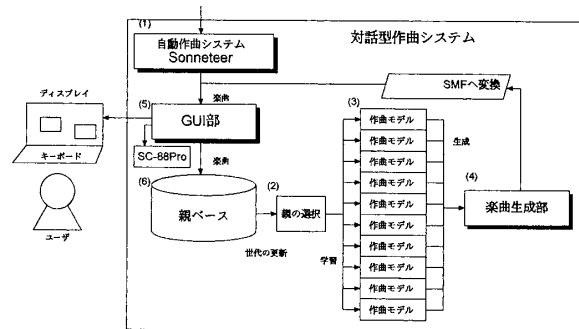 (1)
自動作曲システム
Sonneteer
対話型作曲システム
SMFへ変換
ディスプレイ
(5)
楽曲
GUI部
(3)
作曲モデル
生成
作曲モデル
キーボード
SC-88Pro
楽曲
作曲モデル
(6)
(2)
作曲モデル
(4)
親ベース
親の選択
作曲モデル
楽曲生成部
作曲モデル
ユーザ
世代の更新
学習
作曲モデル
作曲モデル
作曲モデル
作曲モデル